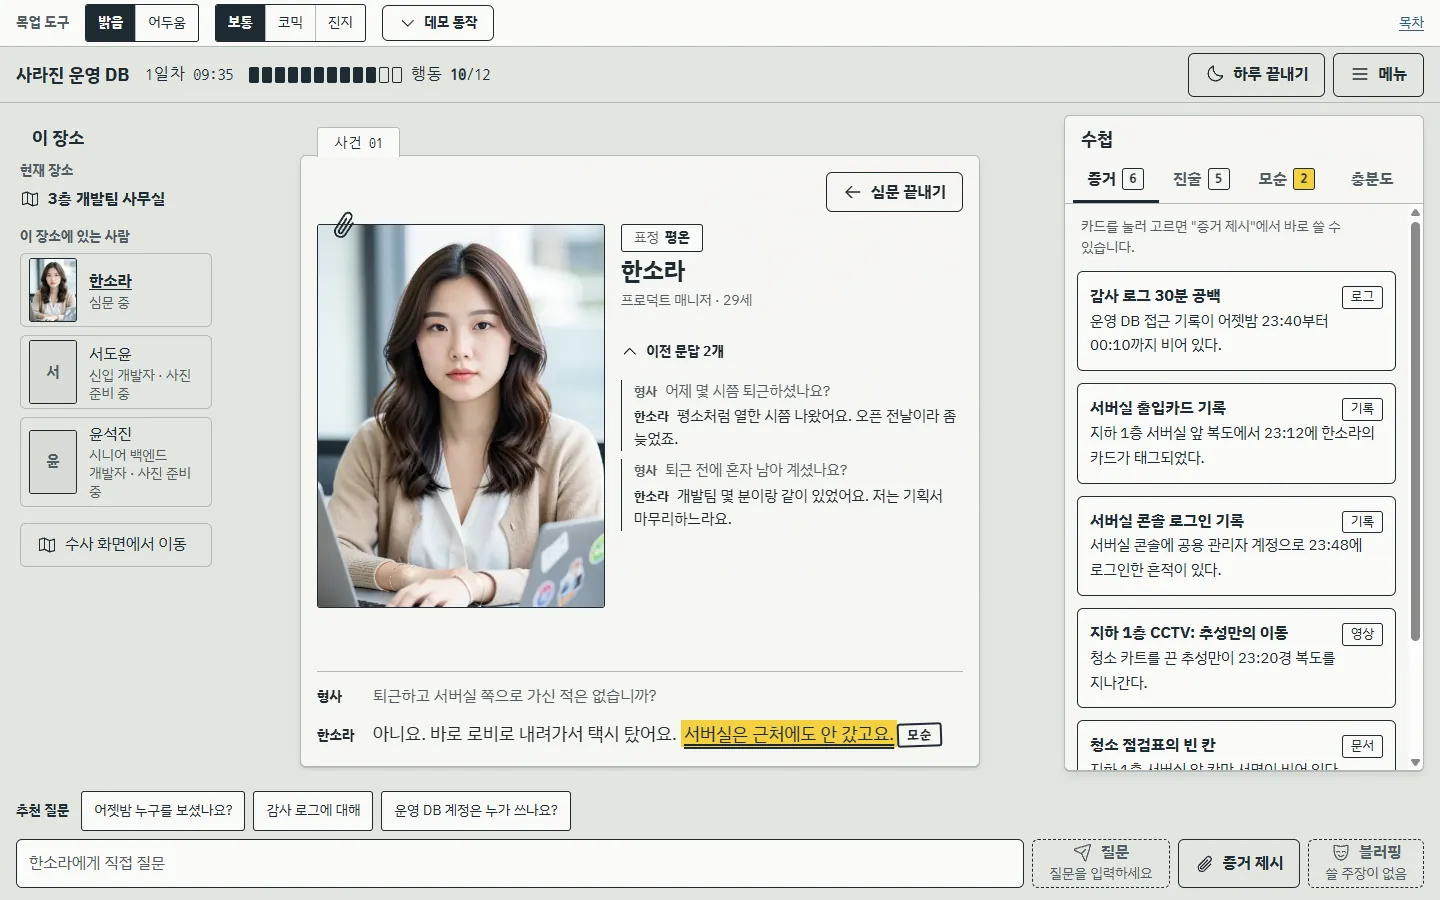 목업 도구 밝음 어두움 보통 코믹 진지 데모 동작 목차
사라진 운영 DB 1일차 09:35 행동 10/12 하루 끝내기 메뉴
이 장소
현재 장소
3층 개발팀 사무실
이 장소에 있는 사람
한소라
심문 중
서
서도윤
신입 개발자 · 사진
준비 중
윤
윤석진
시니어 백엔드
개발자 · 사진 준비
중
수사 화면에서 이동
사건 01
심문 끝내기
표정 평온
한소라
프로덕트 매니저 · 29세
이전 문답 2개
형사 어제 몇 시쯤 퇴근하셨나요?
한소라 평소처럼 열한 시쯤 나왔어요. 오픈 전날이라 좀
늦었죠.
형사 퇴근 전에 혼자 남아 계셨나요?
한소라 개발팀 몇 분이랑 같이 있었어요. 저는 기획서
마무리하느라요.
형사 퇴근하고 서버실 쪽으로 가신 적은 없습니까?
한소라 아니요. 바로 로비로 내려가서 택시 탔어요. 서버실은 근처에도 안 갔고요. 모순
수첩
증거 6 진술 5 모순 2 충분도
카드를 눌러 고르면 "증거 제시"에서 바로 쓸 수
있습니다.
감사 로그 30분 공백 로그
운영 DB 접근 기록이 어젯밤 23:40부터
00:10까지 비어 있다.
서버실 출입카드 기록 기록
지하 1층 서버실 앞 복도에서 23:12에 한소라의
카드가 태그되었다.
서버실 콘솔 로그인 기록 기록
서버실 콘솔에 공용 관리자 계정으로 23:48에
로그인한 흔적이 있다.
지하 1층 CCTV: 추성만의 이동 영상
청소 카트를 끈 추성만이 23:20경 복도를
지나간다.
청소 점검표의 빈 칸 문서
지하 1층 서버실 앞 칸만 서명이 비어 있다.
추천 질문 어젯밤 누구를 보셨나요? 감사 로그에 대해 운영 DB 계정은 누가 쓰나요?
한소라에게 직접 질문
질문
질문을 입력하세요
증거 제시
블러핑
쓸 주장이 없음